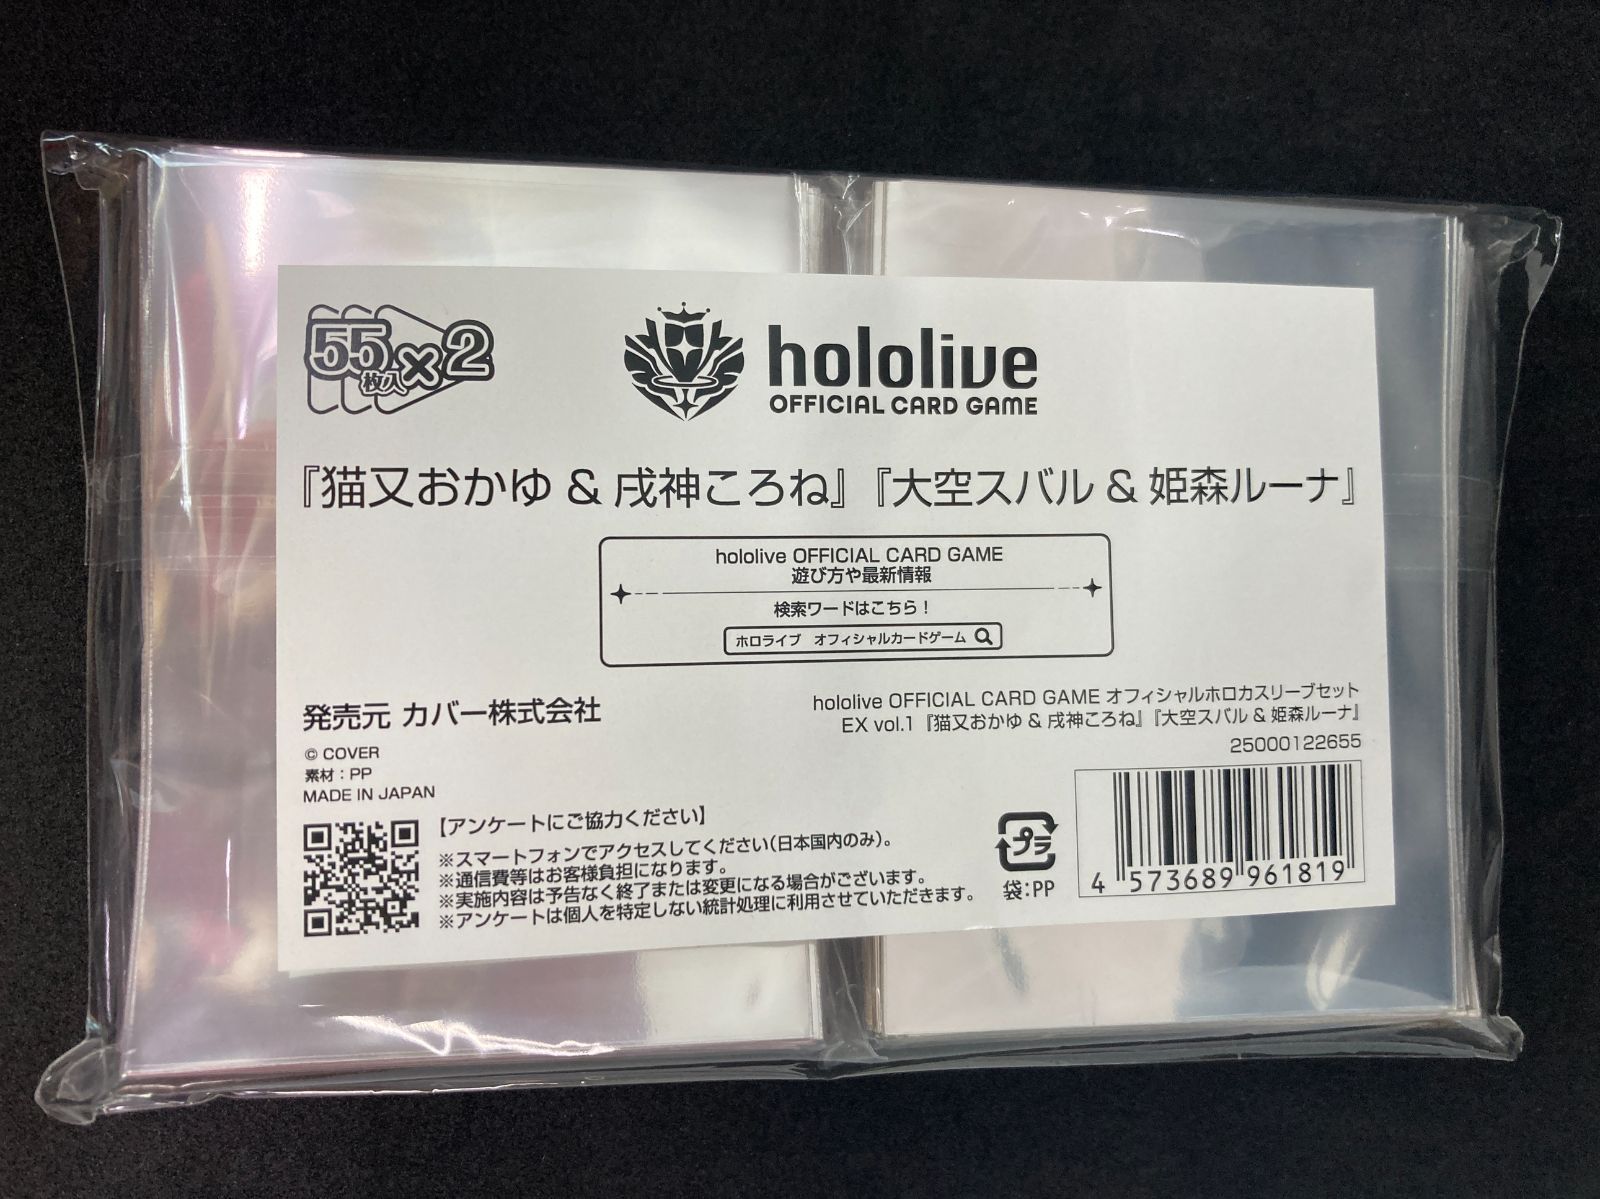 55枚入×2
hololive
OFFICIAL CARD GAME
『猫又おかゆ & 戌神ころね』『大空スバル & 姫森ルーナ』
hololive OFFICIAL CARD GAME
遊び方や最新情報
検索ワードはこちら！
ホロライブ オフィシャルカードゲーム
発売元 カバー株式会社
© COVER
素材：PP
MADE IN JAPAN
hololive OFFICIAL CARD GAME オフィシャルホロカスリーブセット
EX vol.1『猫又おかゆ & 戌神ころね』『大空スバル & 姫森ルーナ』
25000122655
【アンケートにご協力ください】
※スマートフォンでアクセスしてください(日本国内のみ)。
※通信費等はお客様負担になります。
※実施内容は予告なく終了または変更になる場合がございます。
※アンケートは個人を特定しない統計処理に利用させていただきます。
プラ
袋:PP
4 573689 961819